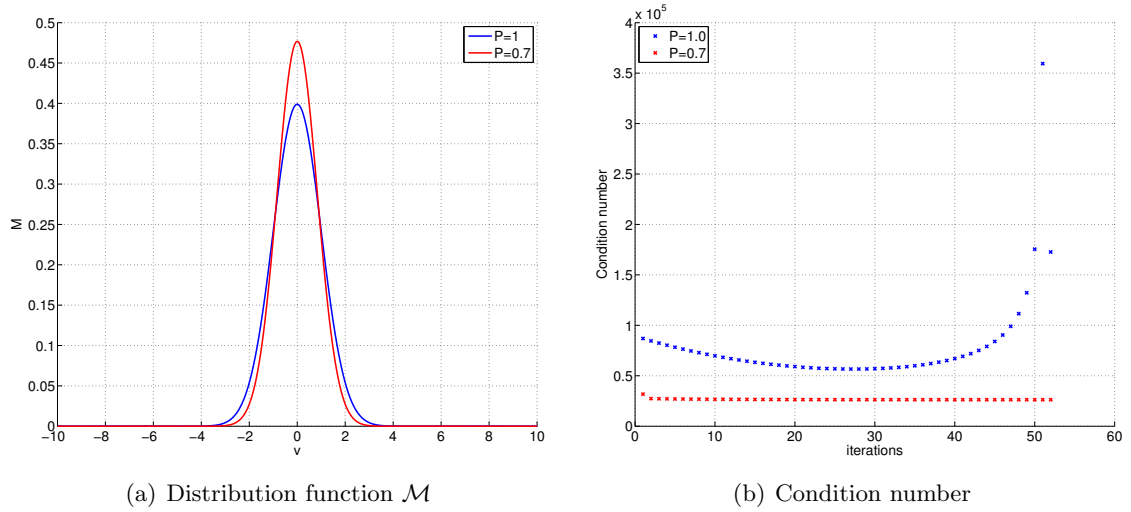 0.5
0.45
0.4
0.35
0.3
0.25
0.2
0.15
0.1
0.05
0
M
P=1
P=0.7
−10 −8 −6 −4 −2 0 2 4 6 8 10
v
(a) Distribution function ℳ
x 10⁵
4
3.5
3
2.5
2
1.5
1
0.5
0
Condition number
P=1.0
P=0.7
0 10 20 30 40 50 60
iterations
(b) Condition number